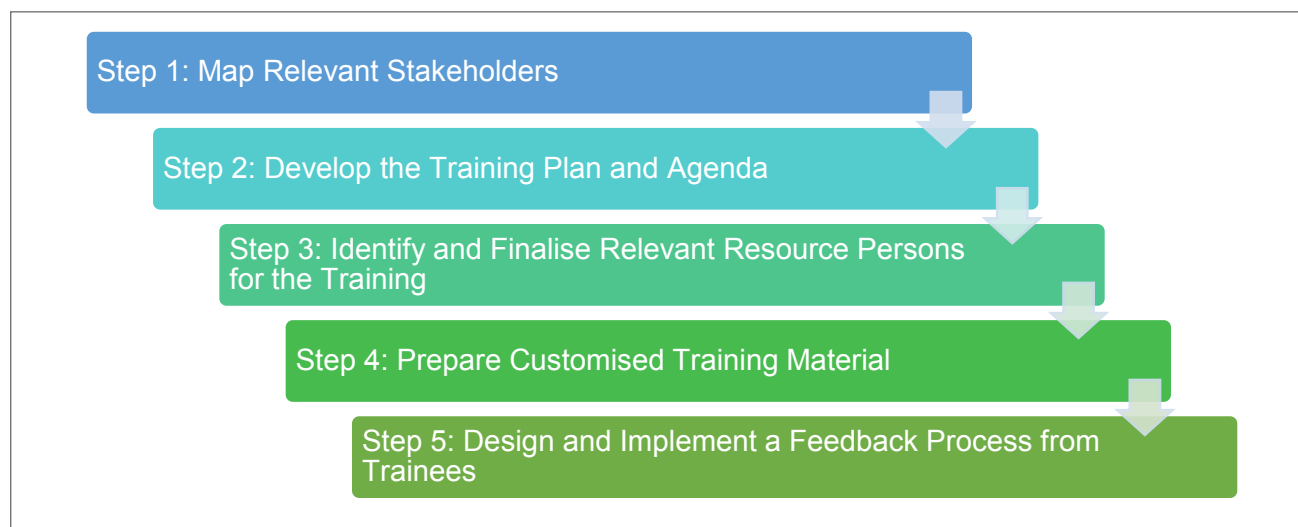 Step 1: Map Relevant Stakeholders
Step 2: Develop the Training Plan and Agenda
Step 3: Identify and Finalise Relevant Resource Persons
for the Training
Step 4: Prepare Customised Training Material
Step 5: Design and Implement a Feedback Process from
Trainees